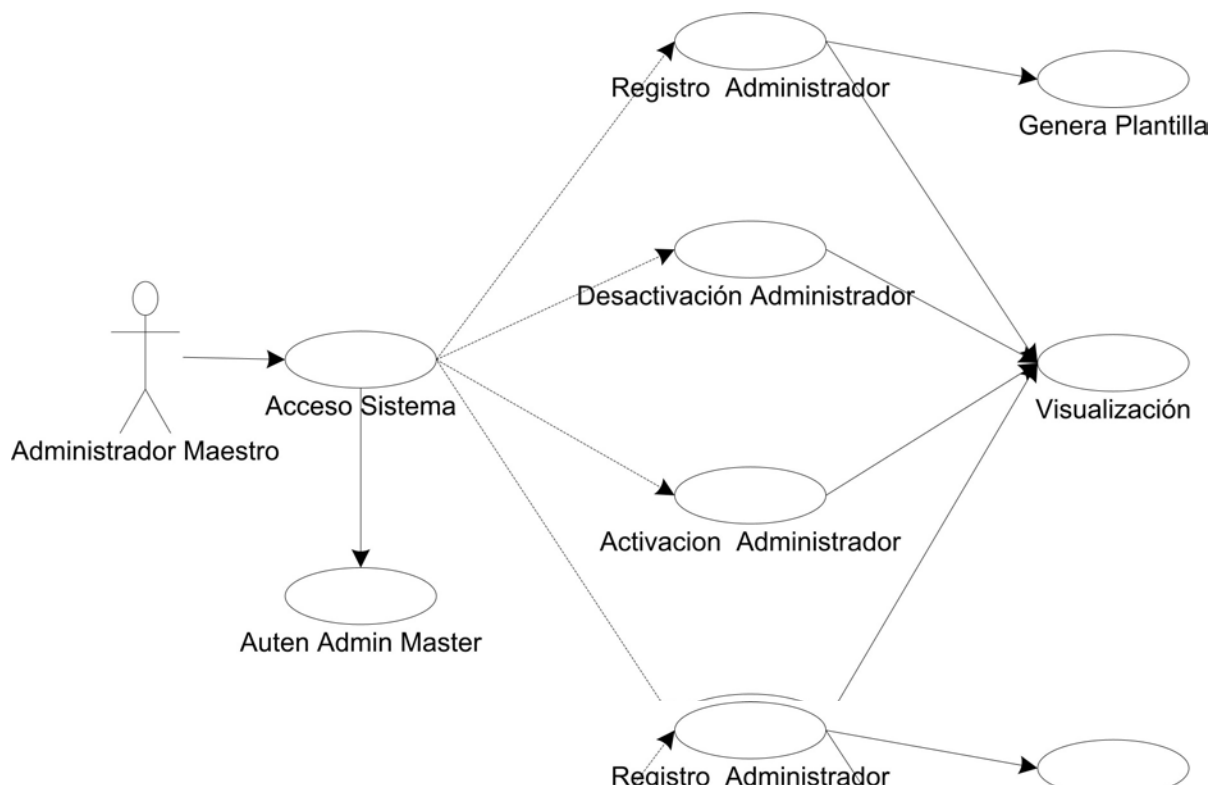 Registro Administrador
Genera Plantilla
Desactivación Administrador
Acceso Sistema
Visualización
Administrador Maestro
Activacion Administrador
Auten Admin Master
Registro Administrador